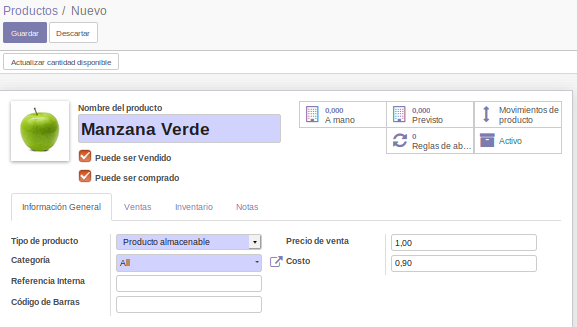 Productos / Nuevo
Guardar Descartar
Actualizar cantidad disponible
Nombre del producto
Manzana Verde
Puede ser Vendido
Puede ser comprado
0,000
A mano
0,000
Previsto
Movimientos de
producto
0
Reglas de ab...
Activo
Información General Ventas Inventario Notas
Tipo de producto Producto almacenable Precio de venta 1,00
Categoría All Costo 0,90
Referencia Interna
Código de Barras